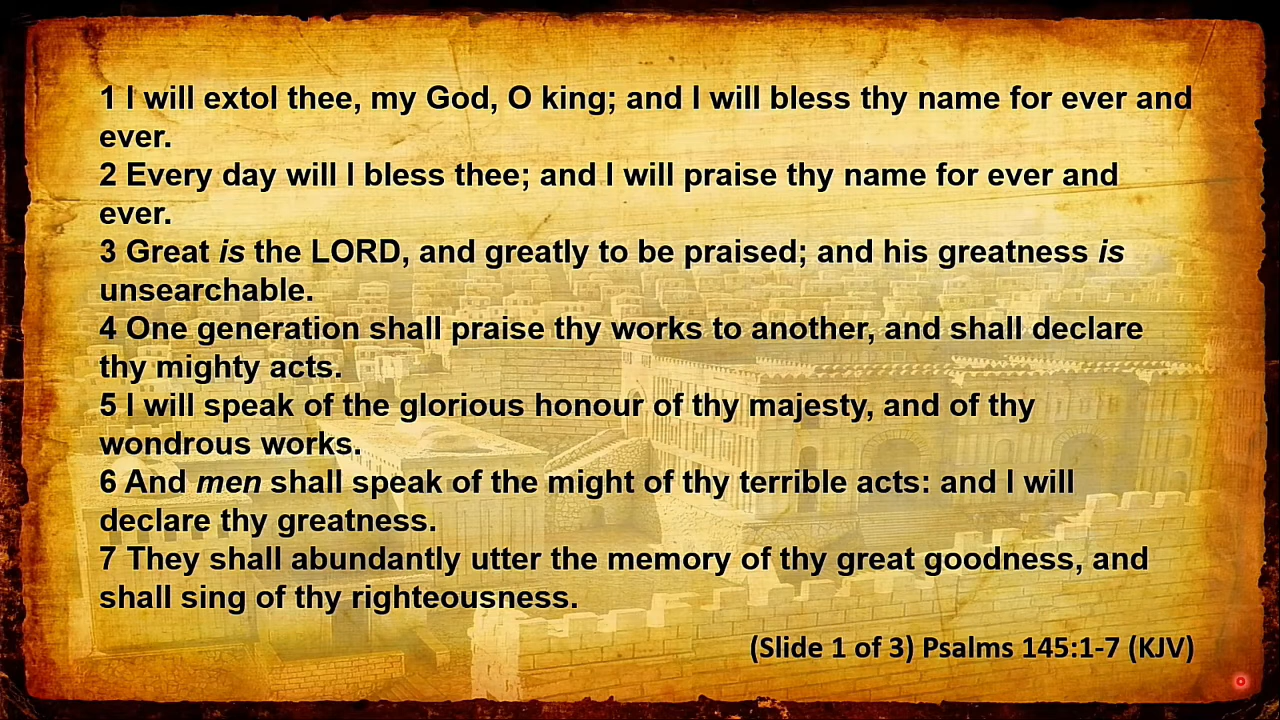 1 I will extol thee, my God, O king; and I will bless thy name for ever and
ever.
2 Every day will I bless thee; and I will praise thy name for ever and
ever.
3 Great is the LORD, and greatly to be praised; and his greatness is
unsearchable.
4 One generation shall praise thy works to another, and shall declare
thy mighty acts.
5 I will speak of the glorious honour of thy majesty, and of thy
wondrous works.
6 And men shall speak of the might of thy terrible acts: and I will
declare thy greatness.
7 They shall abundantly utter the memory of thy great goodness, and
shall sing of thy righteousness.
(Slide 1 of 3) Psalms 145:1-7 (KJV)